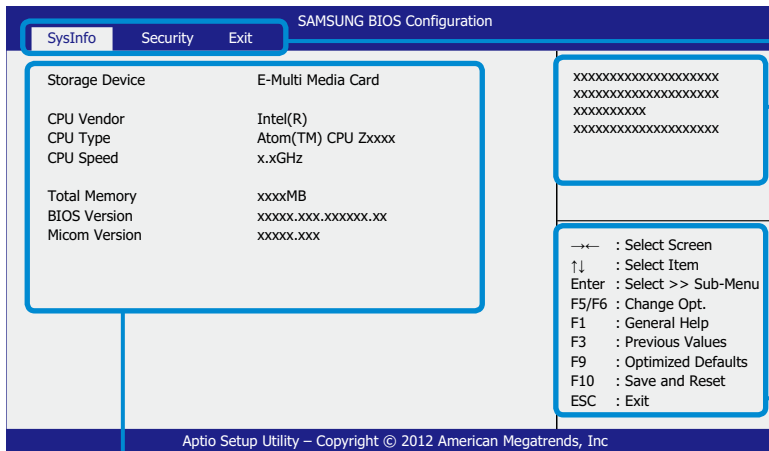 SAMSUNG BIOS Configuration
SysInfo Security Exit
Storage Device E-Multi Media Card
CPU Vendor Intel(R)
CPU Type Atom(TM) CPU Zxxxx
CPU Speed x.xGHz
Total Memory xxxxMB
BIOS Version xxxxx.xxx.xxxxxx.xx
Micom Version xxxxx.xxx
xxxxxxxxxxxxxxxxxxxx
xxxxxxxxxxxxxxxxxxxx
xxxxxxxxxx
xxxxxxxxxxxxxxxxxxxx
→← : Select Screen
↑↓ : Select Item
Enter : Select >> Sub-Menu
F5/F6 : Change Opt.
F1 : General Help
F3 : Previous Values
F9 : Optimized Defaults
F10 : Save and Reset
ESC : Exit
Aptio Setup Utility – Copyright © 2012 American Megatrends, Inc